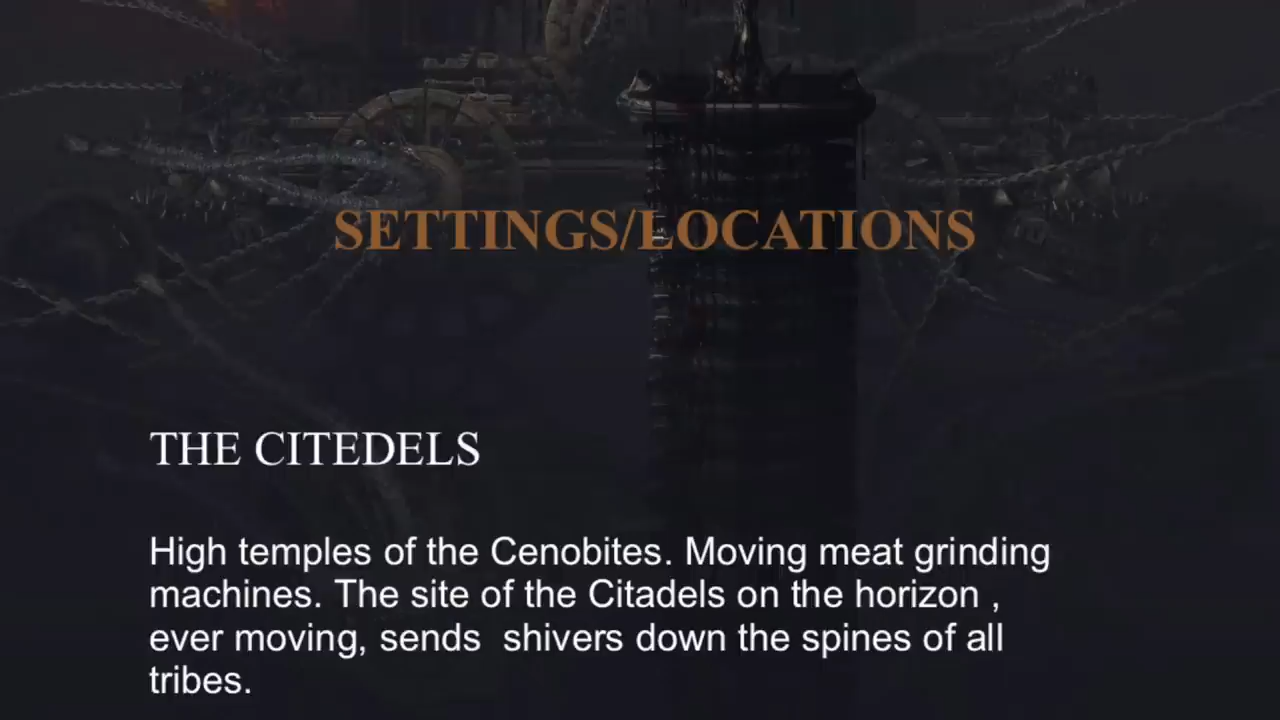 SETTINGS/LOCATIONS
THE CITEDELS
High temples of the Cenobites. Moving meat grinding
machines. The site of the Citadels on the horizon ,
ever moving, sends  shivers down the spines of all
tribes.